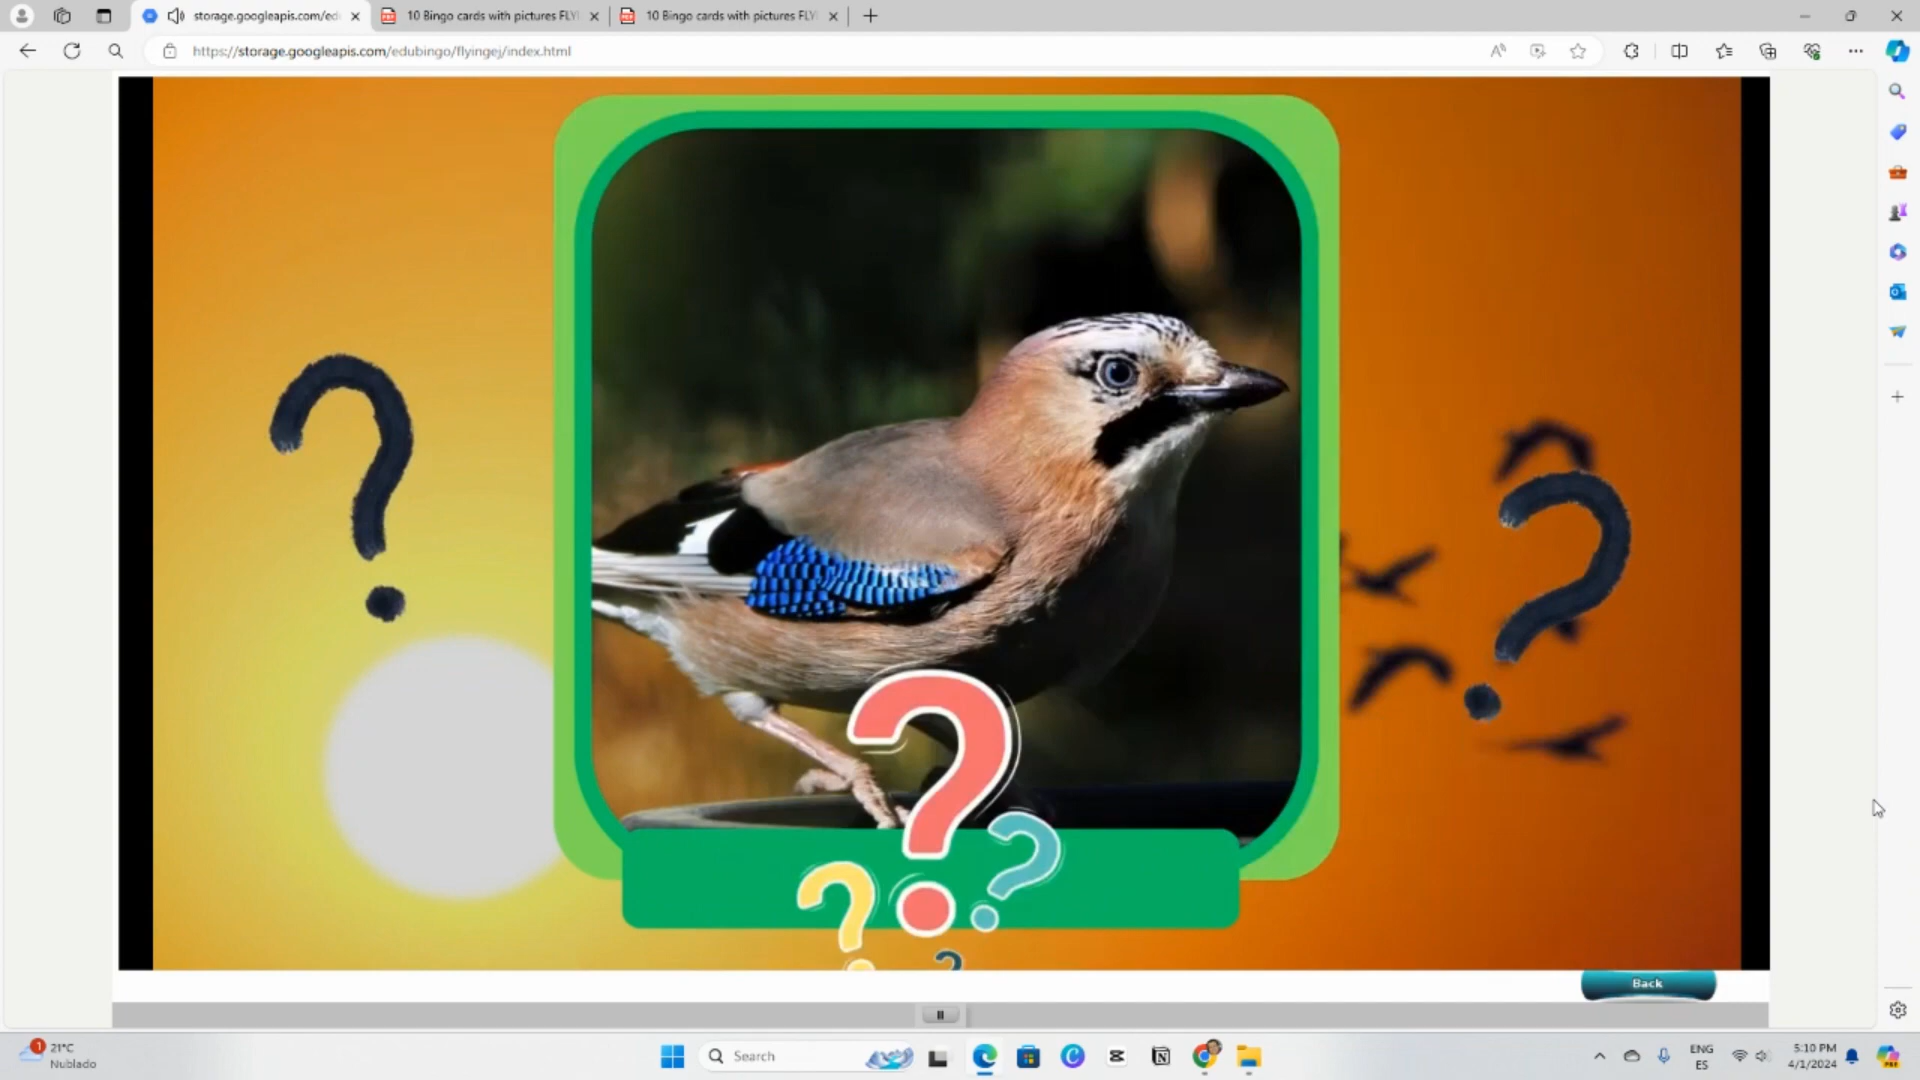 storage.googleapis.com/ed
10 Bingo cards with pictures FLY
10 Bingo cards with pictures FLY
https://storage.googleapis.com/edubingo/flyingej/index.html
?
?
?
?
?
?
Back
1
21°C
Nublado
Search
ENG
ES
5:10 PM
4/1/2024